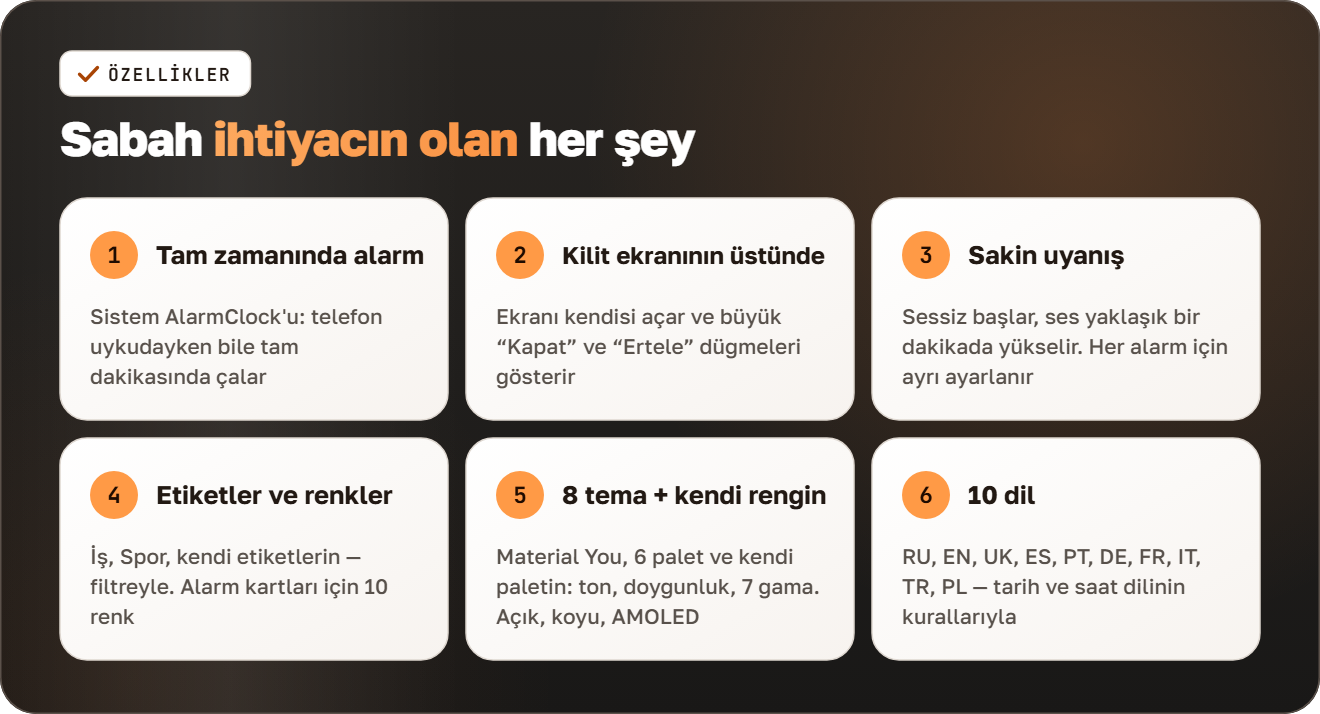 ÖZELLİKLER
Sabah ihtiyacın olan her şey
1 Tam zamanında alarm
Sistem AlarmClock'u: telefon
uykudayken bile tam
dakikasında çalar
2 Kilit ekranının üstünde
Ekranı kendisi açar ve büyük
“Kapat” ve “Ertele” düğmeleri
gösterir
3 Sakin uyanış
Sessiz başlar, ses yaklaşık bir
dakikada yükselir. Her alarm için
ayrı ayarlanır
4 Etiketler ve renkler
İş, Spor, kendi etiketlerin —
filtreyle. Alarm kartları için 10
renk
5 8 tema + kendi rengin
Material You, 6 palet ve kendi
paletin: ton, doygunluk, 7 gama.
Açık, koyu, AMOLED
6 10 dil
RU, EN, UK, ES, PT, DE, FR, IT,
TR, PL — tarih ve saat dilinin
kurallarıyla